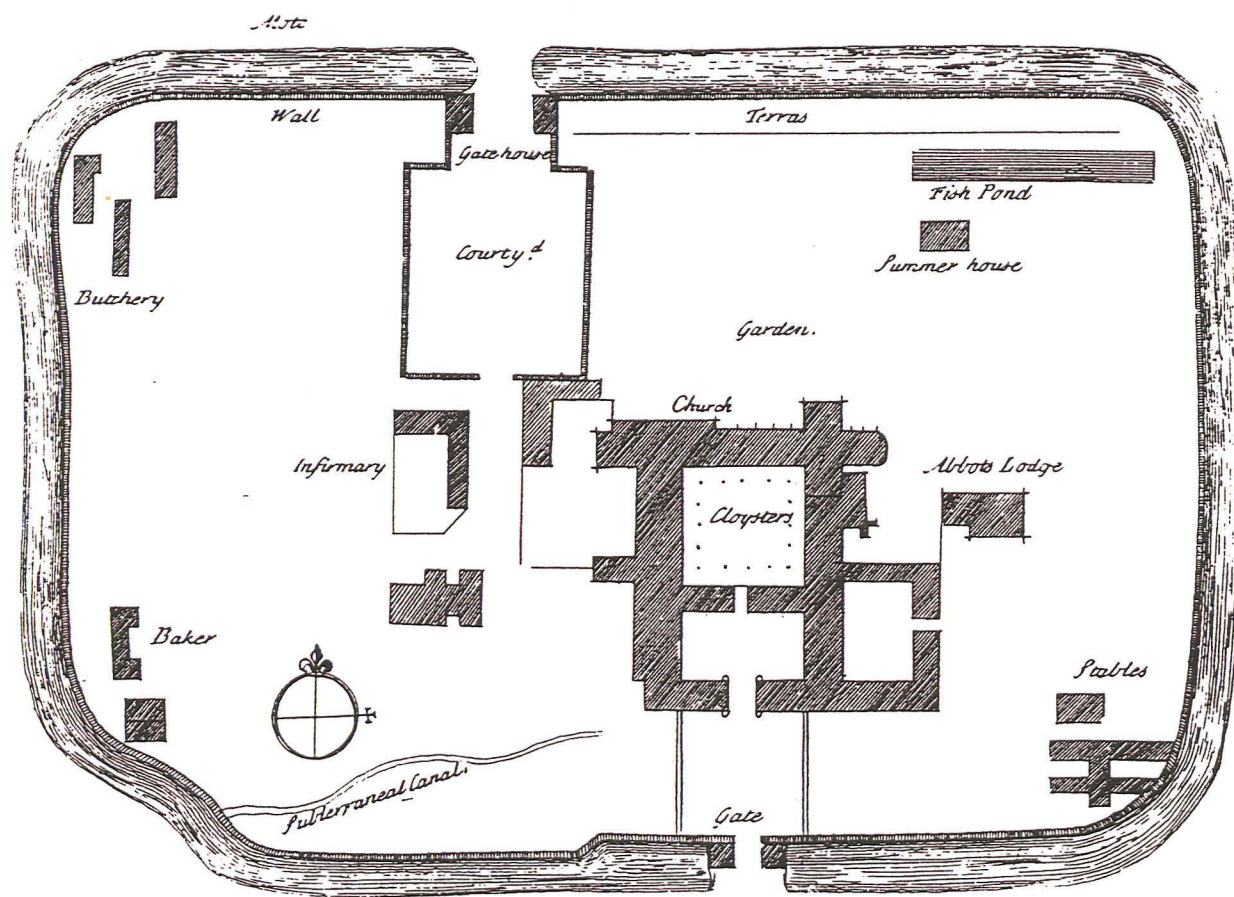 Mote
Wall
Terras
Gatehouse
Fish Pond
Courty.d
Summer house
Butchery
Garden.
Church
Infirmary
Abbots Lodge
Cloysters
Baker
Stables
Subterraneal Canal.
Gate